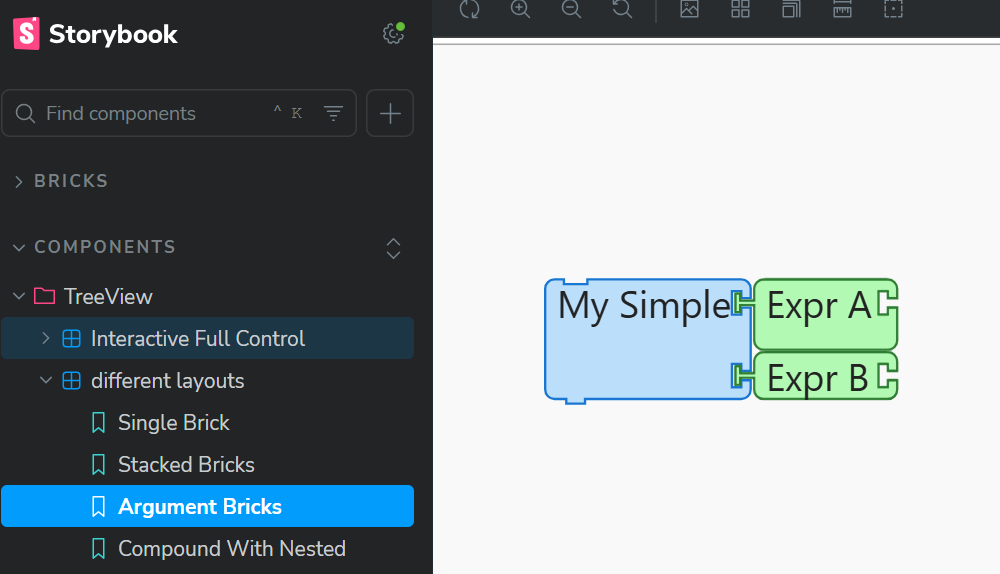 Storybook
Find components
^ K
BRICKS
COMPONENTS
TreeView
Interactive Full Control
different layouts
Single Brick
Stacked Bricks
Argument Bricks
Compound With Nested
My Simple Expr A
Expr B